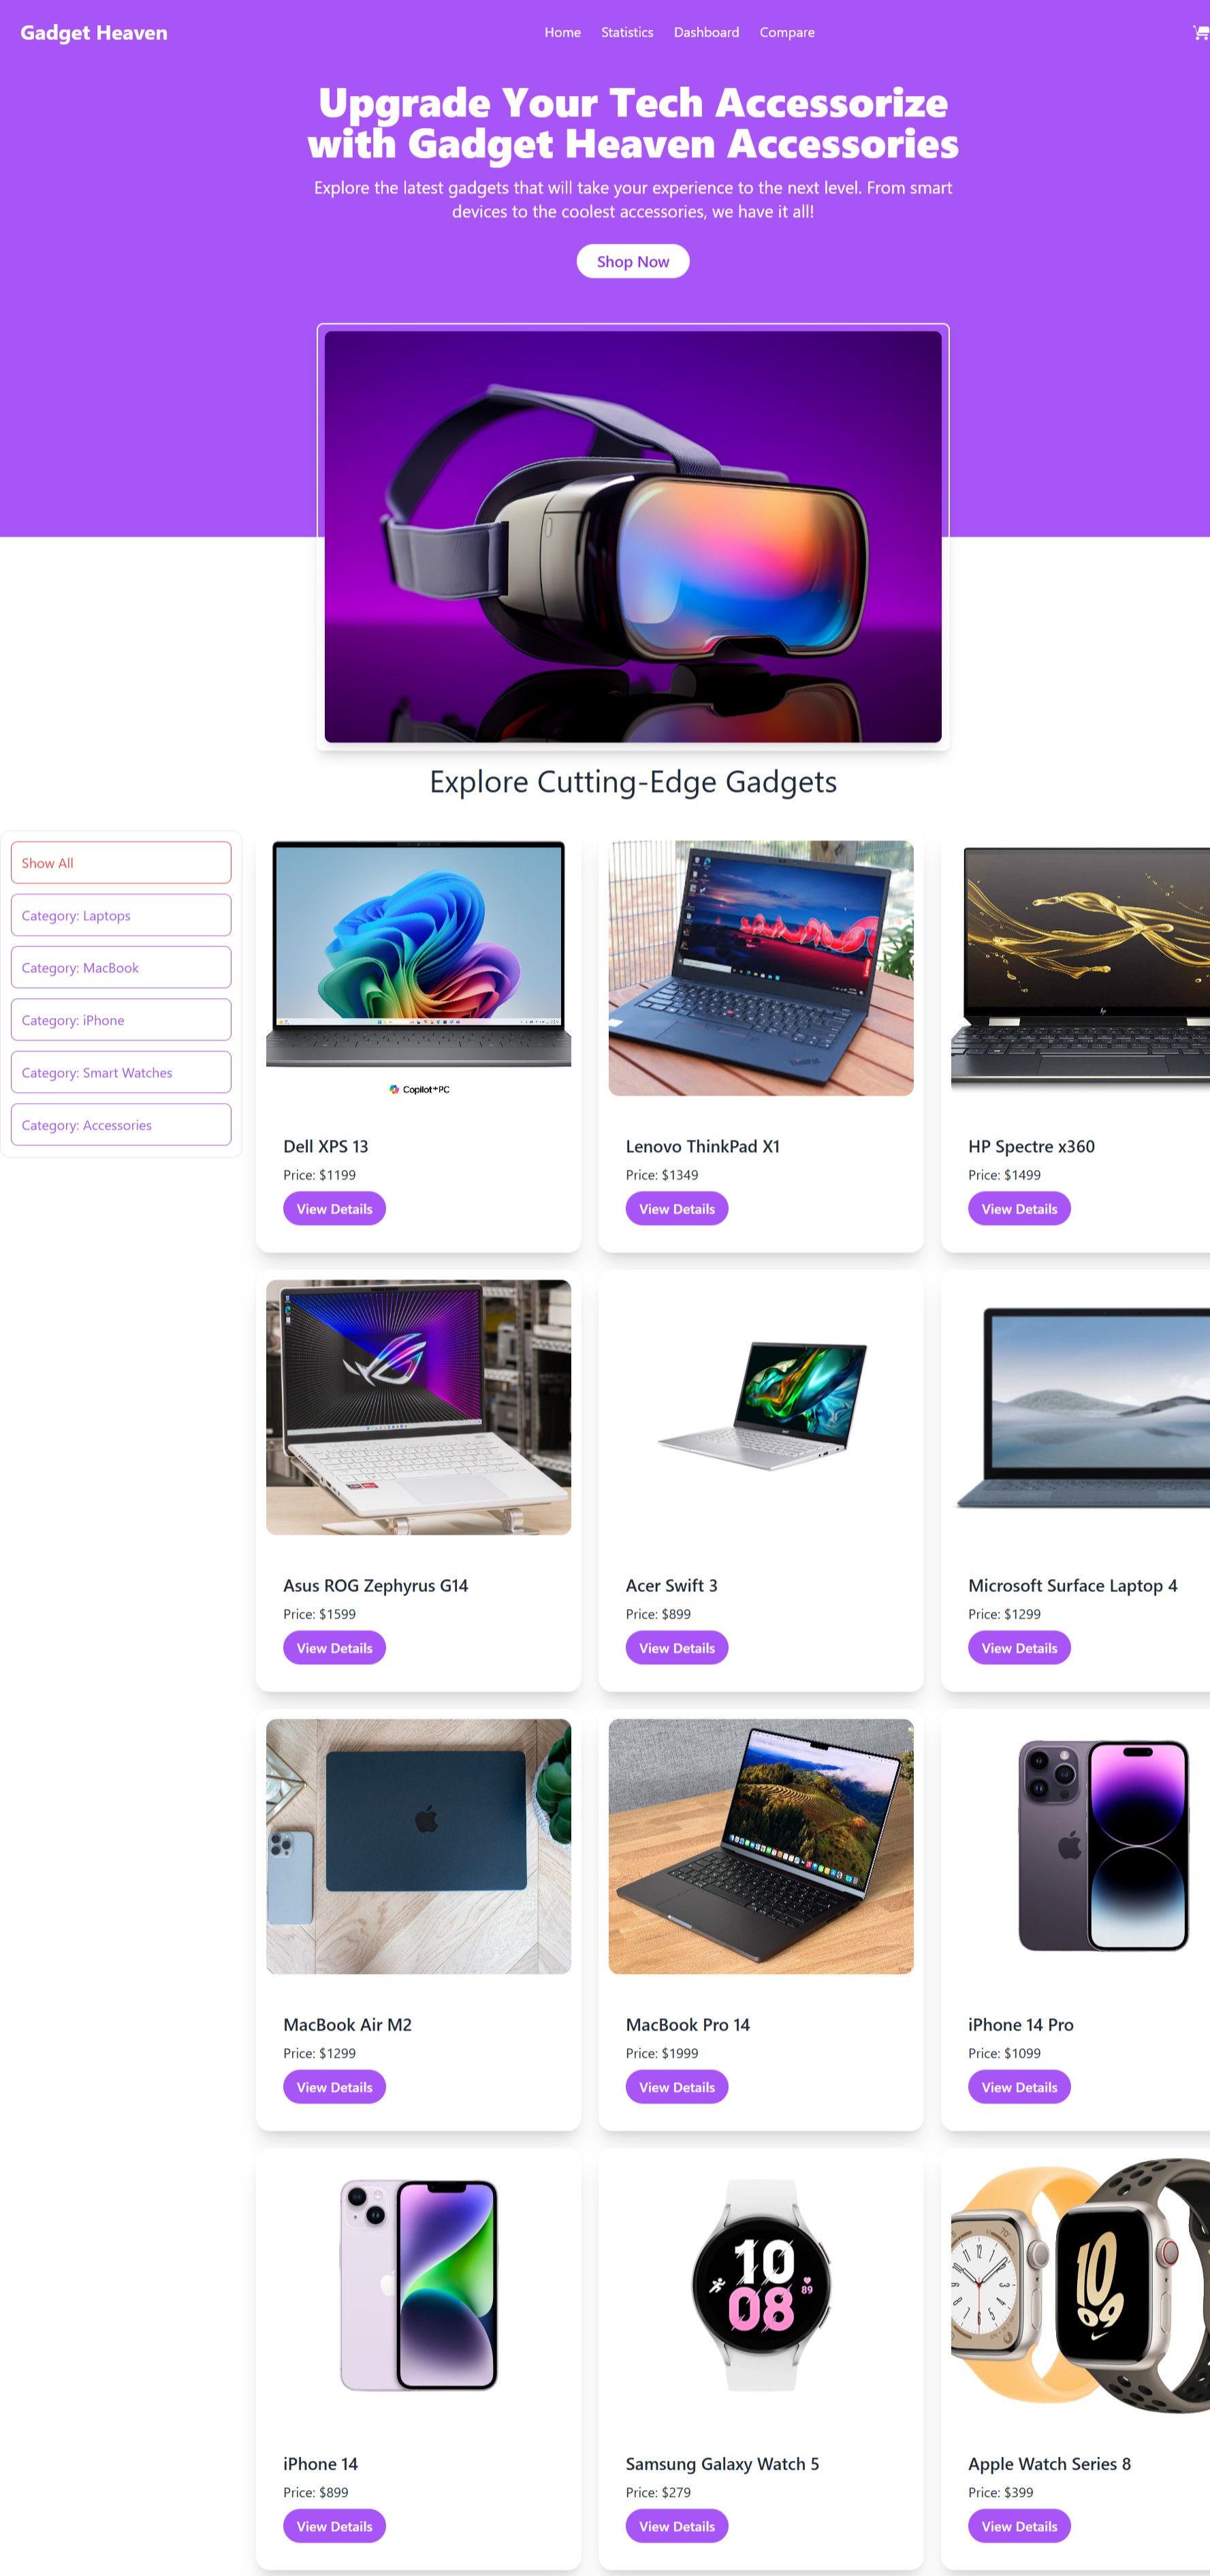 Gadget Heaven
Home Statistics Dashboard Compare
Upgrade Your Tech Accessorize
with Gadget Heaven Accessories
Explore the latest gadgets that will take your experience to the next level. From smart
devices to the coolest accessories, we have it all!
Shop Now
Explore Cutting-Edge Gadgets
Show All
Category: Laptops
Category: MacBook
Category: iPhone
Category: Smart Watches
Category: Accessories
Copilot+PC
Dell XPS 13
Price: $1199
View Details
Lenovo ThinkPad X1
Price: $1349
View Details
HP Spectre x360
Price: $1499
View Details
Asus ROG Zephyrus G14
Price: $1599
View Details
Acer Swift 3
Price: $899
View Details
Microsoft Surface Laptop 4
Price: $1299
View Details
MacBook Air M2
Price: $1299
View Details
MacBook Pro 14
Price: $1999
View Details
iPhone 14 Pro
Price: $1099
View Details
iPhone 14
Price: $899
View Details
10
08
89
Samsung Galaxy Watch 5
Price: $279
View Details
10
09
Apple Watch Series 8
Price: $399
View Details